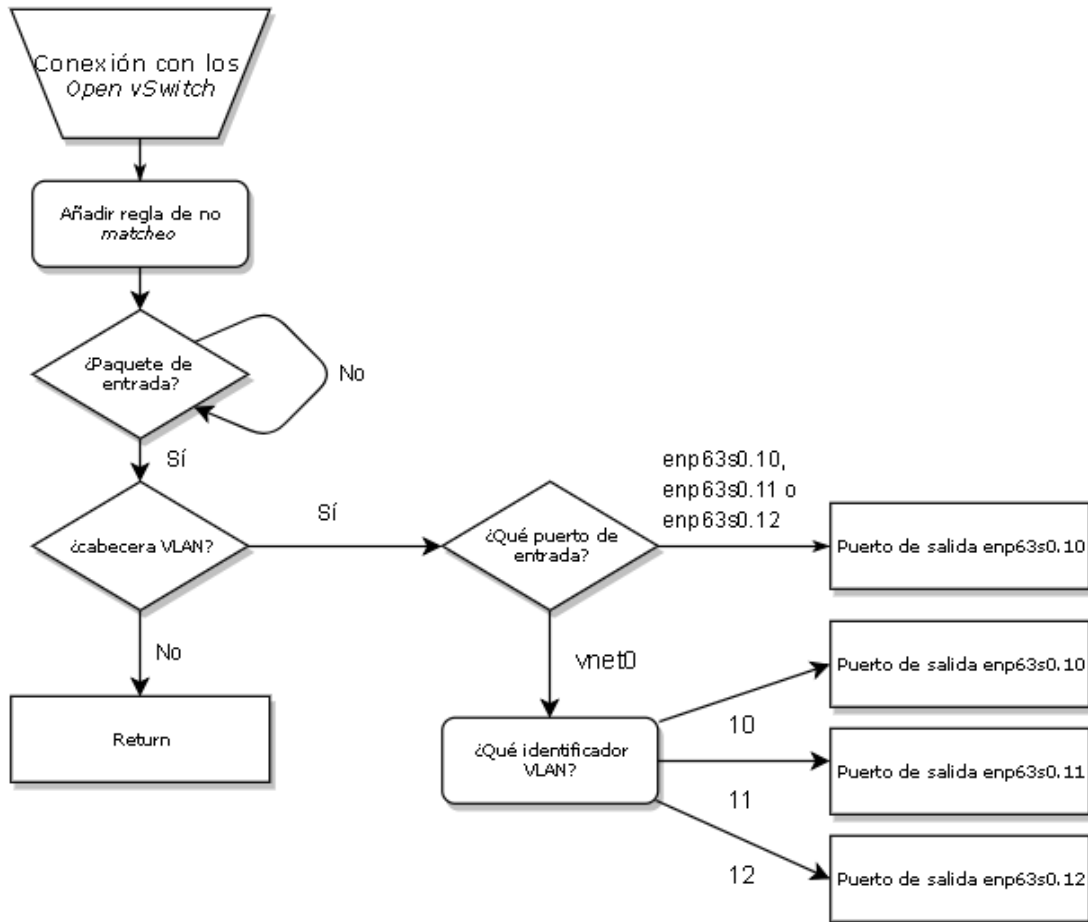 Conexión con los
Open vSwitch
Añadir regla de no
matcheo
¿Paquete de
entrada?
No
Sí
¿cabecera VLAN?
Sí
¿Qué puerto de
entrada?
enp63s0.10,
enp63s0.11 o
enp63s0.12
Puerto de salida enp63s0.10
No
Return
vnet0
¿Qué identificador
VLAN?
10
Puerto de salida enp63s0.10
11
Puerto de salida enp63s0.11
12
Puerto de salida enp63s0.12